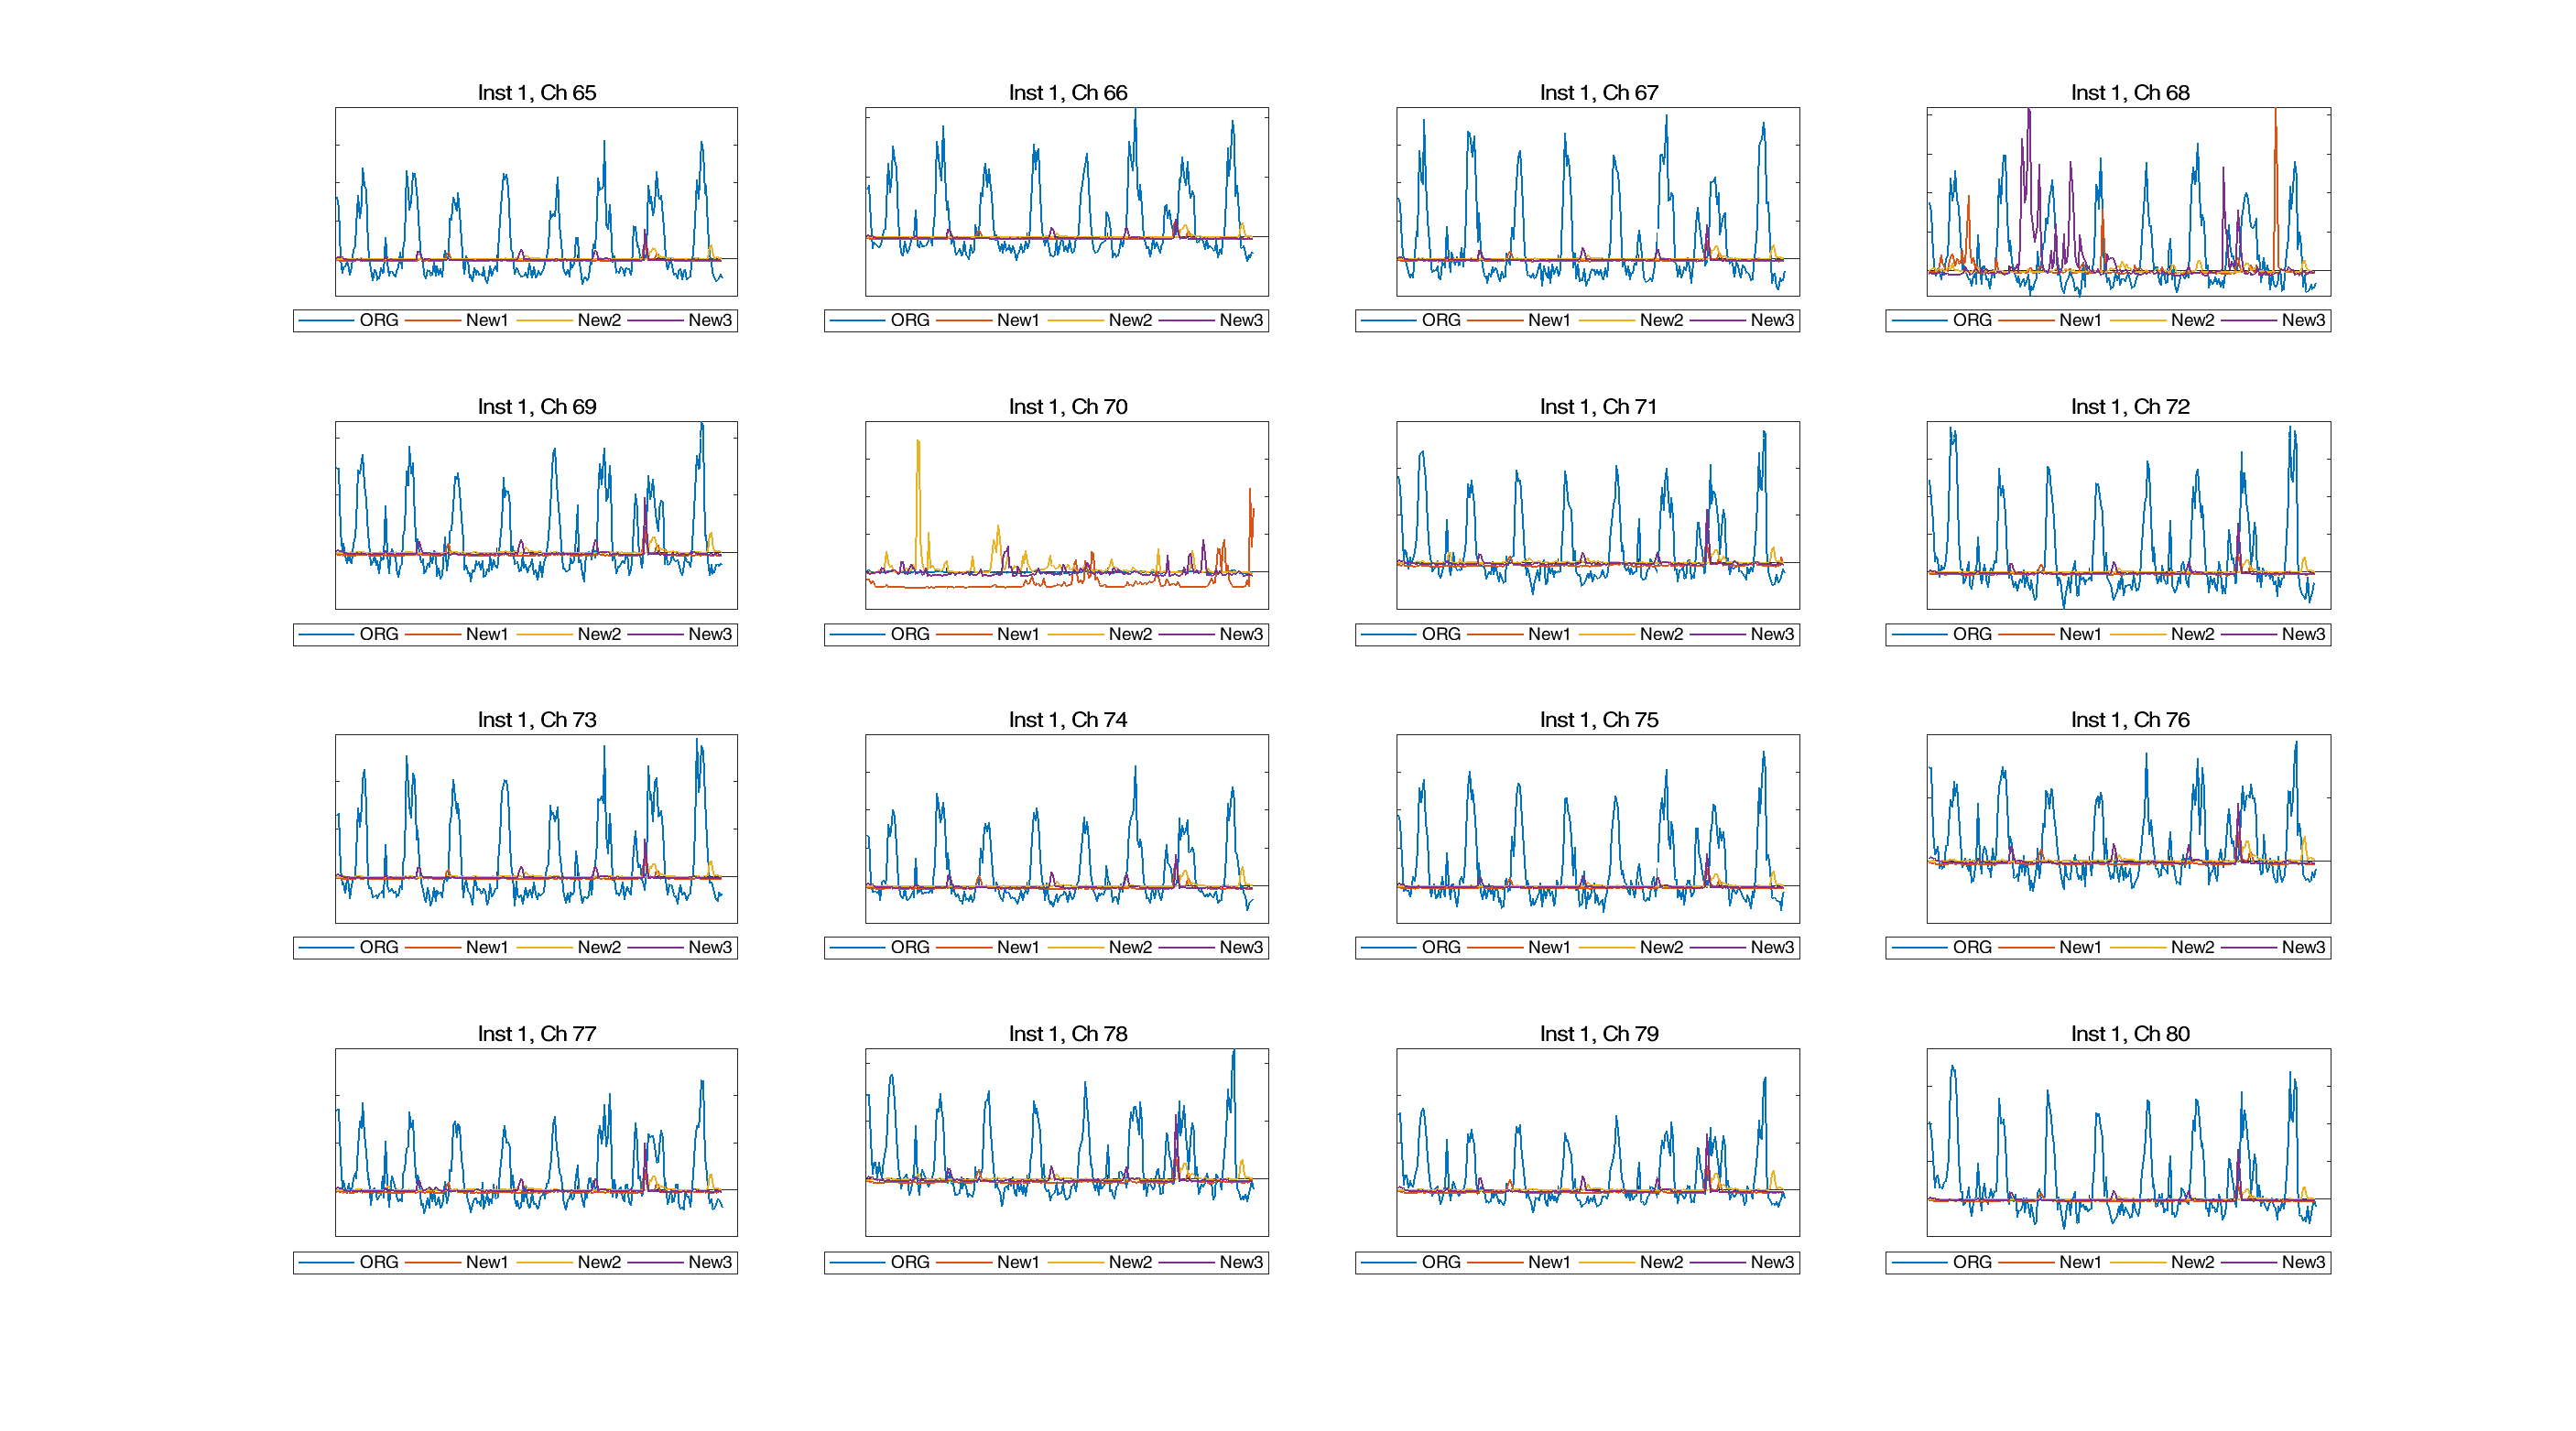 Inst 1, Ch 65
Inst 1, Ch 66
Inst 1, Ch 67
Inst 1, Ch 68
ORG New1 New2 New3
ORG New1 New2 New3
ORG New1 New2 New3
ORG New1 New2 New3
Inst 1, Ch 69
Inst 1, Ch 70
Inst 1, Ch 71
Inst 1, Ch 72
ORG New1 New2 New3
ORG New1 New2 New3
ORG New1 New2 New3
ORG New1 New2 New3
Inst 1, Ch 73
Inst 1, Ch 74
Inst 1, Ch 75
Inst 1, Ch 76
ORG New1 New2 New3
ORG New1 New2 New3
ORG New1 New2 New3
ORG New1 New2 New3
Inst 1, Ch 77
Inst 1, Ch 78
Inst 1, Ch 79
Inst 1, Ch 80
ORG New1 New2 New3
ORG New1 New2 New3
ORG New1 New2 New3
ORG New1 New2 New3